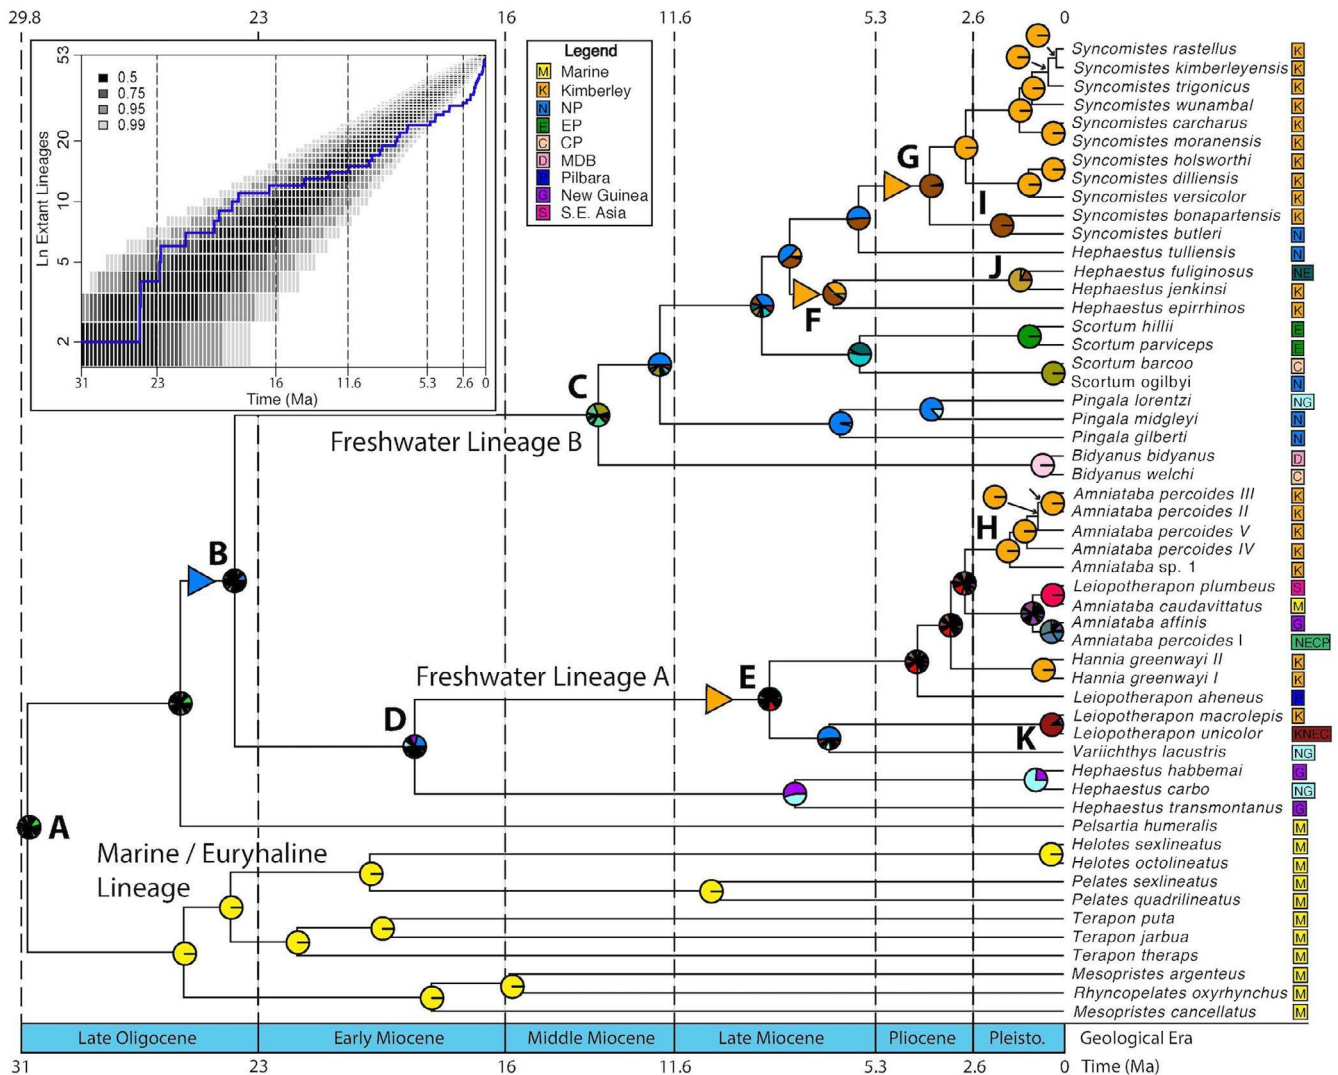 29.8 23 16 11.6 5.3 2.6 0
53
20
10
5
2
Ln Extant Lineages
0.5
0.75
0.95
0.99
31 23 16 11.6 5.3 2.6 0
Time (Ma)
Legend
M Marine
K Kimberley
N NP
E EP
C CP
D MDB
P Pilbara
G New Guinea
S S.E. Asia
Syncomistes rastellus K
Syncomistes kimberleyensis K
Syncomistes trigonicus K
Syncomistes wunambal K
Syncomistes carcharus K
Syncomistes moranensis K
Syncomistes holsworthi K
Syncomistes dilliensis K
Syncomistes versicolor K
Syncomistes bonapartensis K
Syncomistes butleri N
Hephaestus tulliensis N
Hephaestus fuliginosus NE
Hephaestus jenkinsi K
Hephaestus epirrhinos K
Scortum hillii E
Scortum parviceps E
Scortum barcoo C
Scortum ogilbyi N
Pingala lorentzi NG
Pingala midgleyi N
Pingala gilberti N
Bidyanus bidyanus D
Bidyanus welchi C
Amniataba percoides III K
Amniataba percoides II K
Amniataba percoides V K
Amniataba percoides IV K
Amniataba sp. 1 K
Leiopotherapon plumbeus S
Amniataba caudavittatus M
Amniataba affinis G
Amniataba percoides I NECP
Hannia greenwayi II K
Hannia greenwayi I K
Leiopotherapon aheneus P
Leiopotherapon macrolepis K
Leiopotherapon unicolor KNEC
Variichthys lacustris NG
Hephaestus habbemai G
Hephaestus carbo NG
Hephaestus transmontanus G
Pelsartia humeralis M
Helotes sexlineatus M
Helotes octolineatus M
Pelates sexlineatus M
Pelates quadrilineatus M
Terapon puta M
Terapon jarbua M
Terapon theraps M
Mesopristes argenteus M
Rhyncopelates oxyrhynchus M
Mesopristes cancellatus M
G
I
J
F
C
Freshwater Lineage B
H
B
Freshwater Lineage A
E
D
K
A
Marine / Euryhaline
Lineage
Late Oligocene Early Miocene Middle Miocene Late Miocene Pliocene Pleisto. Geological Era
31 23 16 11.6 5.3 2.6 0 Time (Ma)